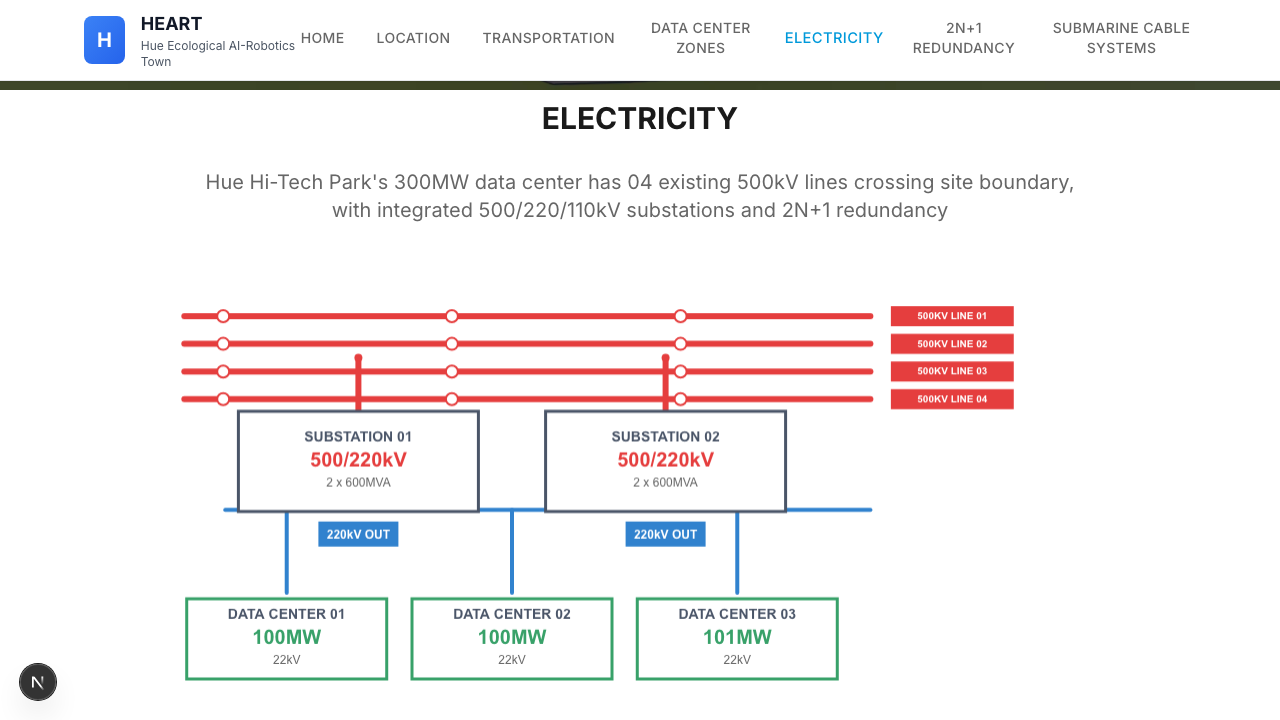 H
HEART
Hue Ecological AI-Robotics
Town
HOME
LOCATION
TRANSPORTATION
DATA CENTER
ZONES
ELECTRICITY
2N+1
REDUNDANCY
SUBMARINE CABLE
SYSTEMS
ELECTRICITY
Hue Hi-Tech Park's 300MW data center has 04 existing 500kV lines crossing site boundary,
with integrated 500/220/110kV substations and 2N+1 redundancy
500KV LINE 01
500KV LINE 02
500KV LINE 03
500KV LINE 04
SUBSTATION 01
500/220kV
2 x 600MVA
SUBSTATION 02
500/220kV
2 x 600MVA
220kV OUT
220kV OUT
DATA CENTER 01
100MW
22kV
DATA CENTER 02
100MW
22kV
DATA CENTER 03
101MW
22kV
N